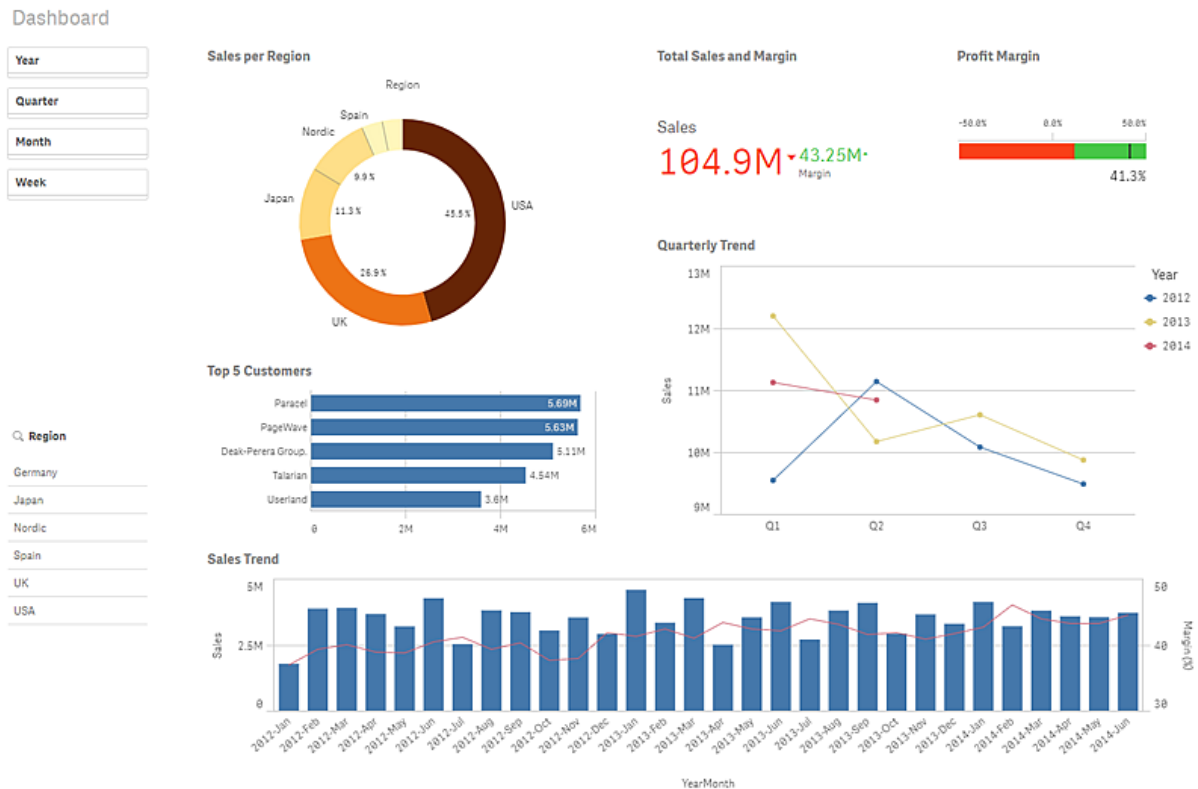 Dashboard
Year
Quarter
Month
Week
Region
Germany
Japan
Nordic
Spain
UK
USA
Sales per Region
Region
Spain
Nordic
Japan
UK
USA
9.9%
11.3%
26.9%
45.5%
Top 5 Customers
Paracel
5.69M
PageWave
5.63M
Deak-Perera Group.
5.11M
Talarian
4.54M
Userland
3.6M
0 2M 4M 6M
Total Sales and Margin
Sales
104.9M
43.25M
Margin
Profit Margin
-50.0% 0.0% 50.0%
41.3%
Quarterly Trend
Sales
13M
12M
11M
10M
9M
Q1 Q2 Q3 Q4
Year
2012
2013
2014
Sales Trend
Sales
5M
2.5M
0
50
40
30
Margin (%)
2012-Jan 2012-Feb 2012-Mar 2012-Apr 2012-May 2012-Jun 2012-Jul 2012-Aug 2012-Sep 2012-Oct 2012-Nov 2012-Dec 2013-Jan 2013-Feb 2013-Mar 2013-Apr 2013-May 2013-Jun 2013-Jul 2013-Aug 2013-Sep 2013-Oct 2013-Nov 2013-Dec 2014-Jan 2014-Feb 2014-Mar 2014-Apr 2014-May 2014-Jun
YearMonth